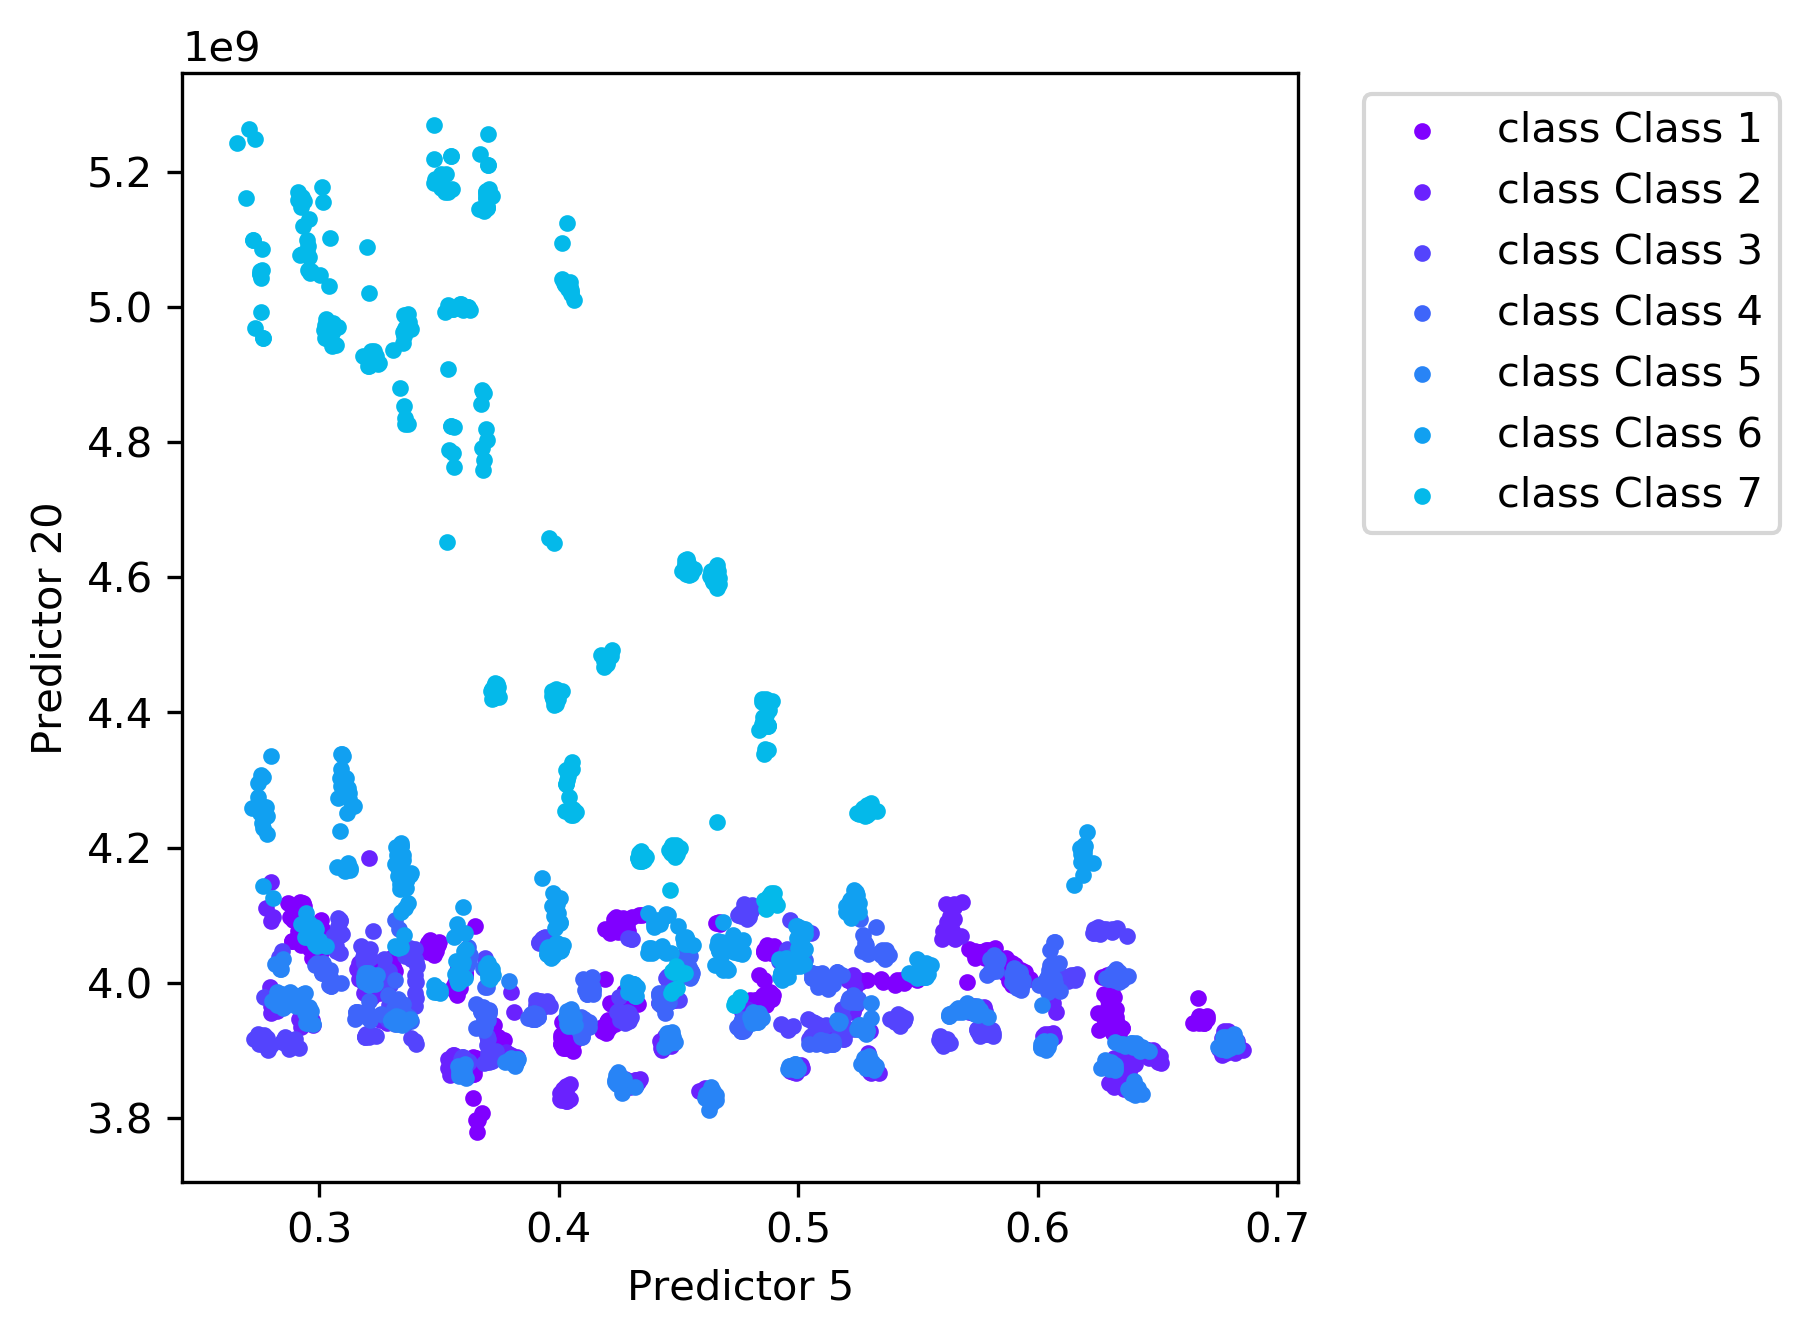 1e9
5.2
5.0
4.8
4.6
4.4
4.2
4.0
3.8
Predictor 20
0.3 0.4 0.5 0.6 0.7
Predictor 5
class Class 1
class Class 2
class Class 3
class Class 4
class Class 5
class Class 6
class Class 7